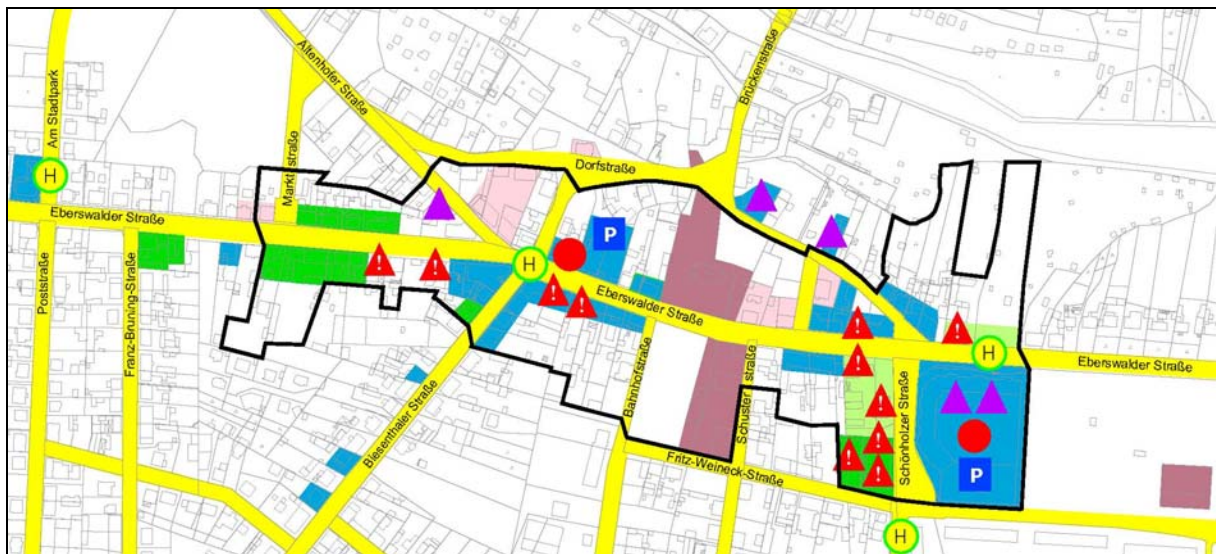 Am Stadtpark
Altenhofer Straße
Brückenstraße
Marktstraße
Dorfstraße
H
P
Eberswalder Straße
H
H
Eberswalder Straße
Eberswalder Straße
Poststraße
Franz-Bruning-Straße
Biesenthaler Straße
Bahnhofstraße
Schusterstraße
Schönholzer Straße
P
Fritz-Weineck-Straße
H
!
!
!
!
!
!
!
!
!
!
!